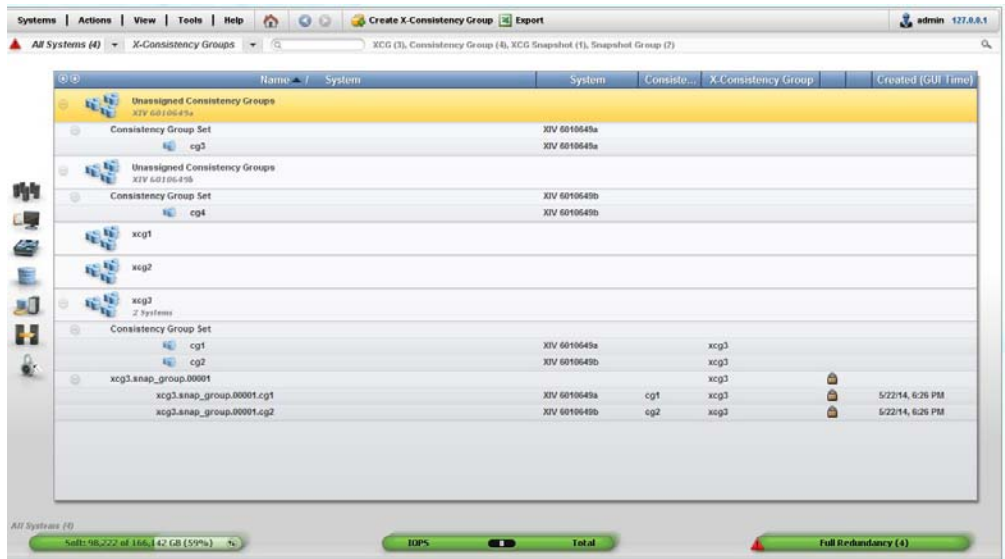 Systems | Actions | View | Tools | Help Create X-Consistency Group Export admin 127.0.0.1
All Systems (4) X-Consistency Groups XCG (3), Consistency Group (4), XCG Snapshot (1), Snapshot Group (2)
Name / System System Consiste... X-Consistency Group Created (GUI Time)
Unassigned Consistency Groups
XIV 6010649a
Consistency Group Set XIV 6010649a
cg3 XIV 6010649a
Unassigned Consistency Groups
XIV 6010649b
Consistency Group Set XIV 6010649b
cg4 XIV 6010649b
xcg1
xcg2
xcg3
2 Systems
Consistency Group Set
cg1 XIV 6010649a xcg3
cg2 XIV 6010649b xcg3
xcg3.snap_group.00001 xcg3
xcg3.snap_group.00001.cg1 XIV 6010649a cg1 xcg3 5/22/14, 6:26 PM
xcg3.snap_group.00001.cg2 XIV 6010649b cg2 xcg3 5/22/14, 6:26 PM
All Systems (4)
Soft: 98,222 of 166,142 GB (59%) IOPS 0 Total Full Redundancy (4)